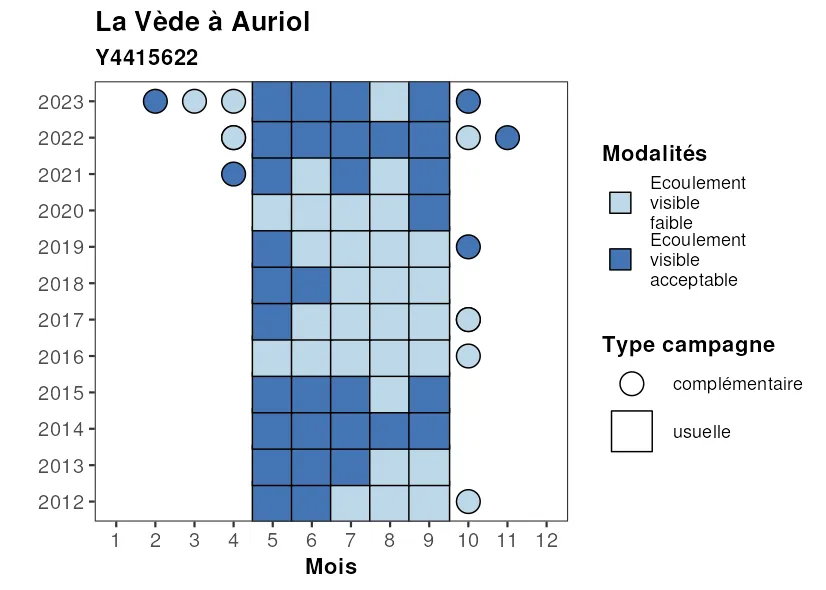 La Vède à Auriol
Y4415622
2023
2022
2021
2020
2019
2018
2017
2016
2015
2014
2013
2012
1 2 3 4 5 6 7 8 9 10 11 12
Mois
Modalités
Ecoulement
visible
faible
Ecoulement
visible
acceptable
Type campagne
complémentaire
usuelle